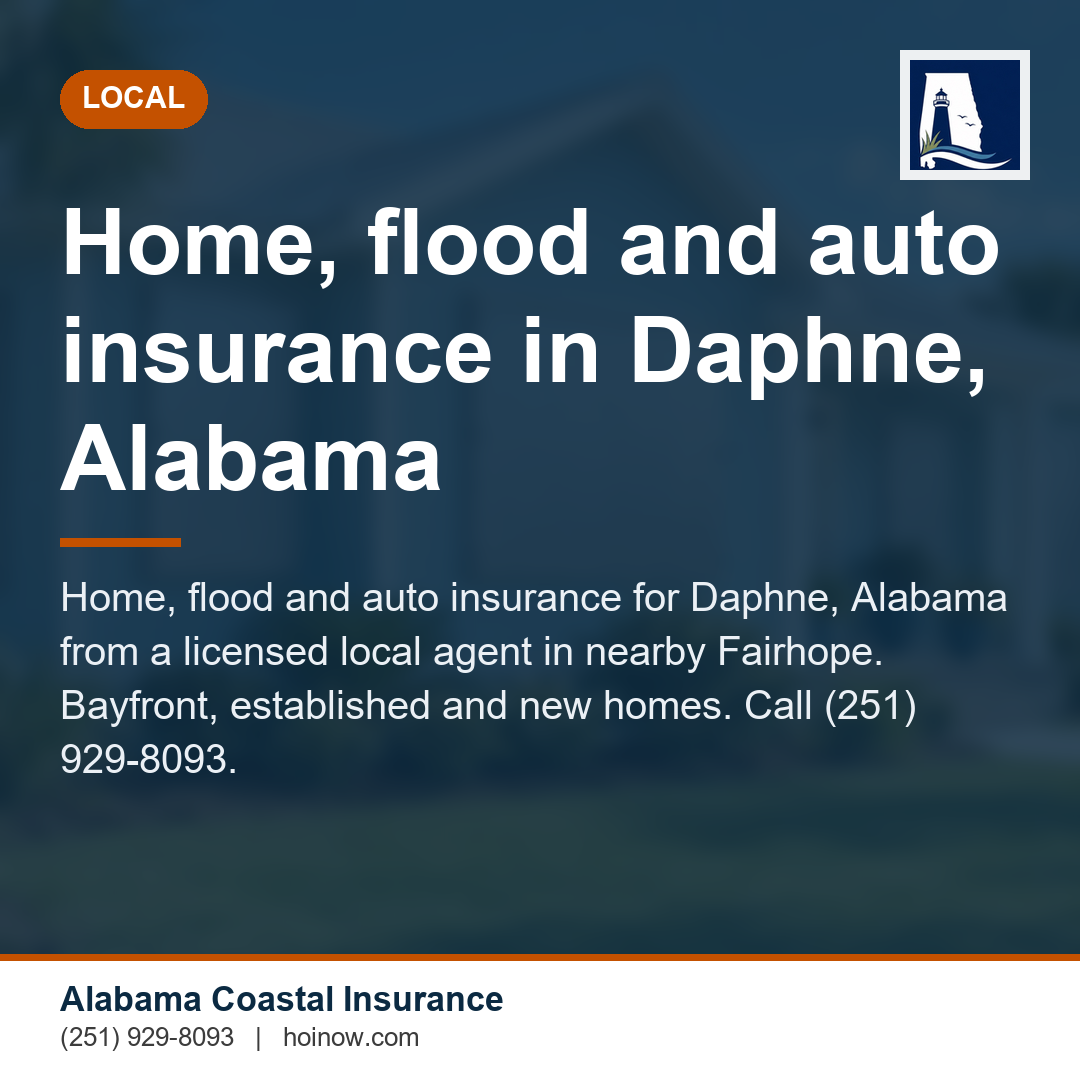 LOCAL
Home, flood and auto
insurance in Daphne,
Alabama
Home, flood and auto insurance for Daphne, Alabama
from a licensed local agent in nearby Fairhope.
Bayfront, established and new homes. Call (251)
929-8093.
Alabama Coastal Insurance
(251) 929-8093 | hoinow.com